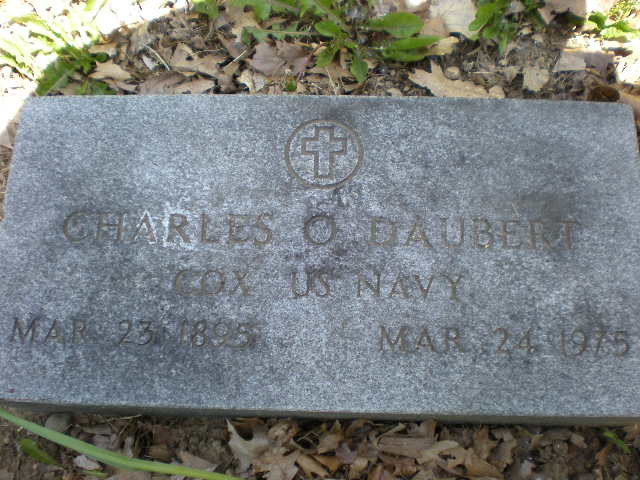 CHARLES O DAUBERT
COX US NAVY
MAR 23 1895 MAR 24 1975